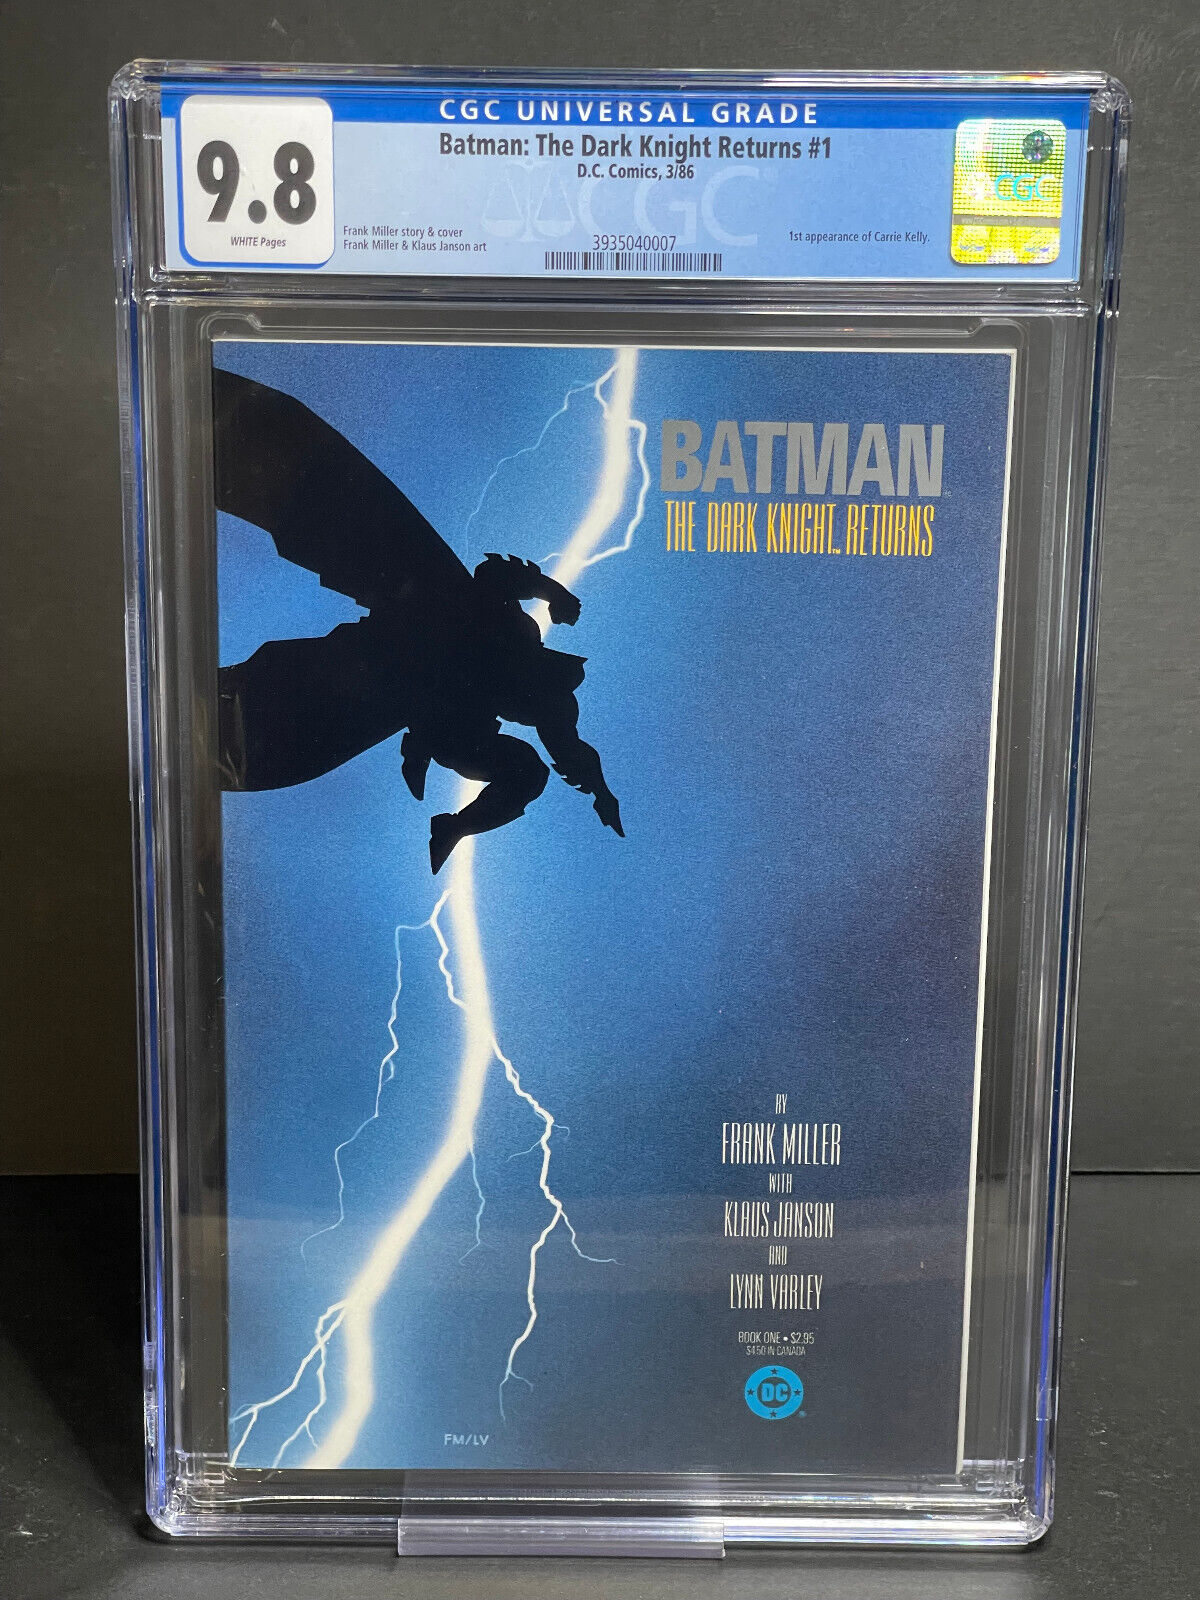 CGC UNIVERSAL GRADE
9.8
WHITE Pages
Batman: The Dark Knight Returns #1
D.C. Comics, 3/86
Frank Miller story & cover
Frank Miller & Klaus Janson art
3935040007
1st appearance of Carrie Kelly.
CGC
CGC
BATMAN
THE DARK KNIGHT™ RETURNS
BY
FRANK MILLER
WITH
KLAUS JANSON
AND
LYNN VARLEY
BOOK ONE • $2.95
$4.50 IN CANADA
DC
®
FM/LV